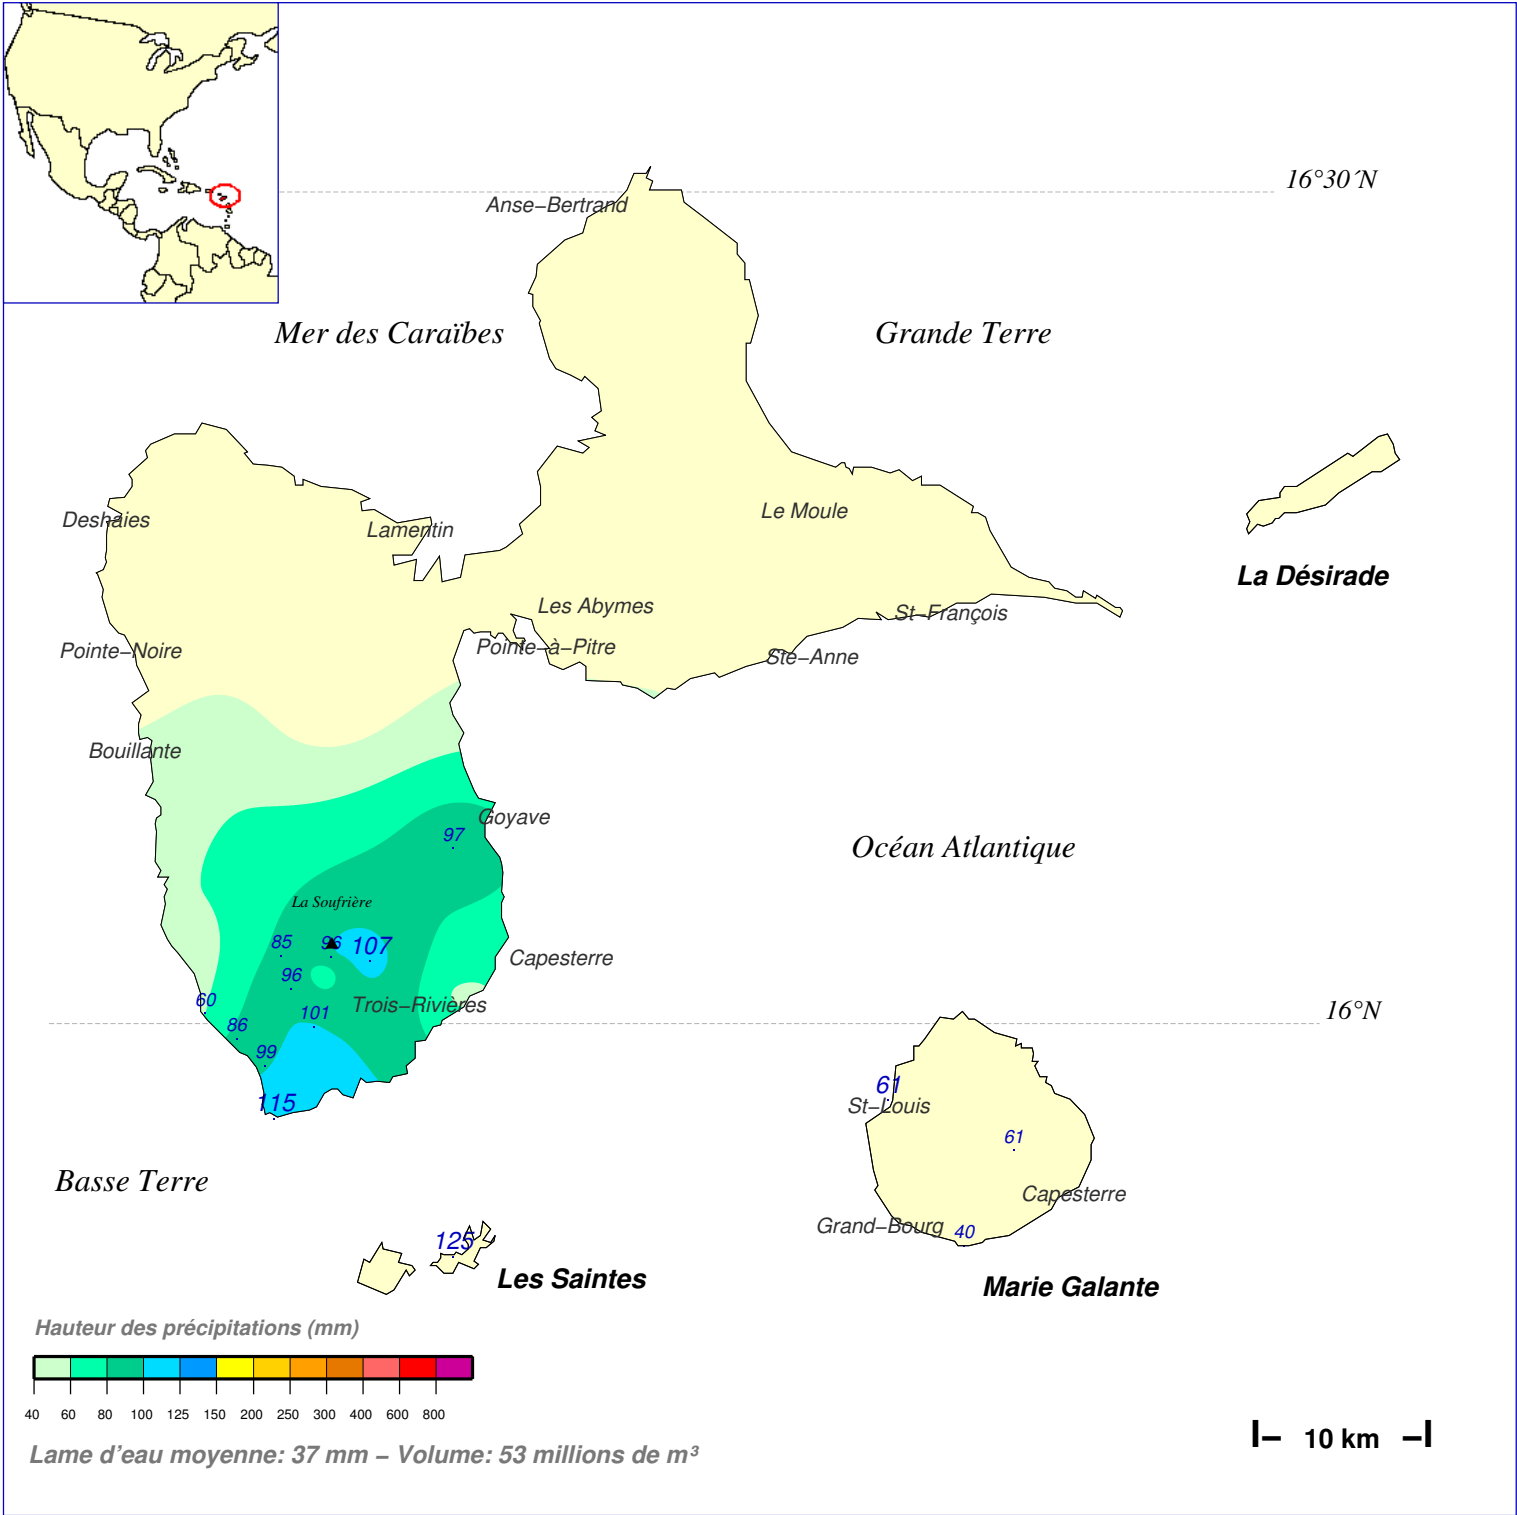 16°30´N
Anse−Bertrand
Mer des Caraïbes
Grande Terre
Le Moule
Deshaies
Lamentin
La Désirade
Les Abymes
St−François
Pointe−Noire
Pointe−à−Pitre
Ste−Anne
Bouillante
Goyave
97
Océan Atlantique
La Soufrière
85
96
107
Capesterre
96
60
Trois−Rivières
101
16°N
86
99
61
115
St−Louis
61
Basse Terre
Capesterre
Grand−Bourg
40
125
Les Saintes
Marie Galante
Hauteur des précipitations (mm)
40 60 80 100 125 150 200 250 300 400 600 800
10 km
Lame d'eau moyenne: 37 mm − Volume: 53 millions de m³